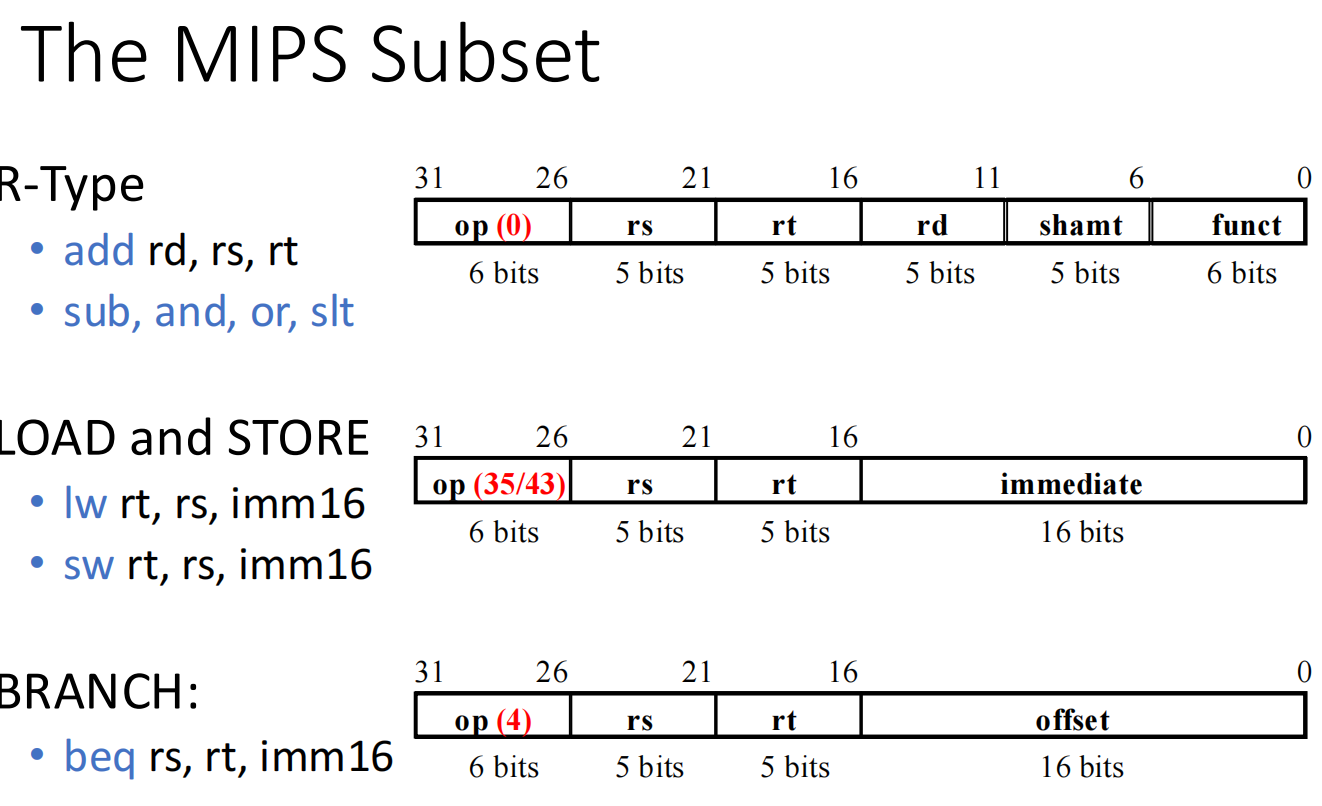 The MIPS Subset
R-Type
• add rd, rs, rt
• sub, and, or, slt
31 26 21 16 11 6 0
op (0) rs rt rd shamt funct
6 bits 5 bits 5 bits 5 bits 5 bits 6 bits
LOAD and STORE
• lw rt, rs, imm16
• sw rt, rs, imm16
31 26 21 16 0
op (35/43) rs rt immediate
6 bits 5 bits 5 bits 16 bits
BRANCH:
• beq rs, rt, imm16
31 26 21 16 0
op (4) rs rt offset
6 bits 5 bits 5 bits 16 bits